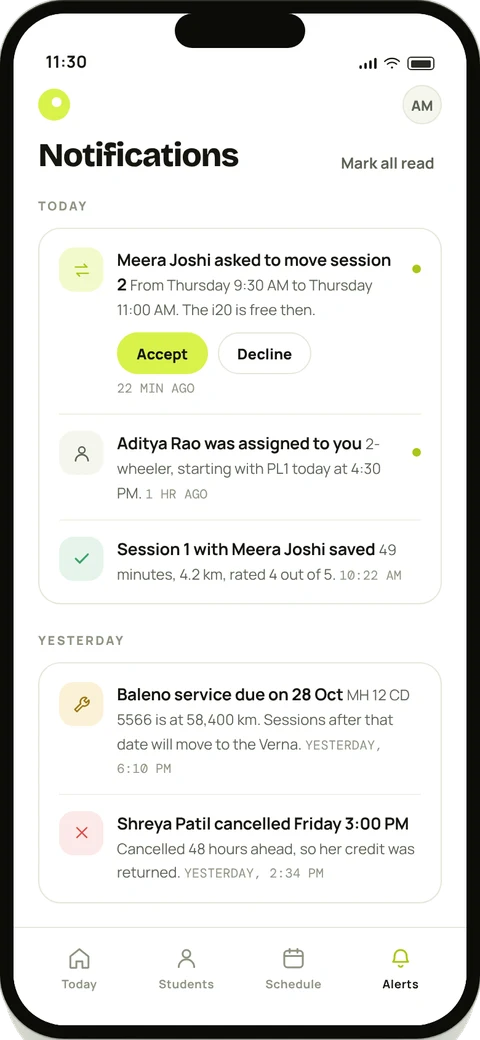 11:30
AM
Notifications
Mark all read
TODAY
Meera Joshi asked to move session
2 From Thursday 9:30 AM to Thursday
11:00 AM. The i20 is free then.
Accept
Decline
22 MIN AGO
Aditya Rao was assigned to you 2-
wheeler, starting with PL1 today at 4:30
PM. 1 HR AGO
Session 1 with Meera Joshi saved 49
minutes, 4.2 km, rated 4 out of 5. 10:22 AM
YESTERDAY
Baleno service due on 28 Oct MH 12 CD
5566 is at 58,400 km. Sessions after that
date will move to the Verna. YESTERDAY,
6:10 PM
Shreya Patil cancelled Friday 3:00 PM
Cancelled 48 hours ahead, so her credit was
returned. YESTERDAY, 2:34 PM
Today
Students
Schedule
Alerts